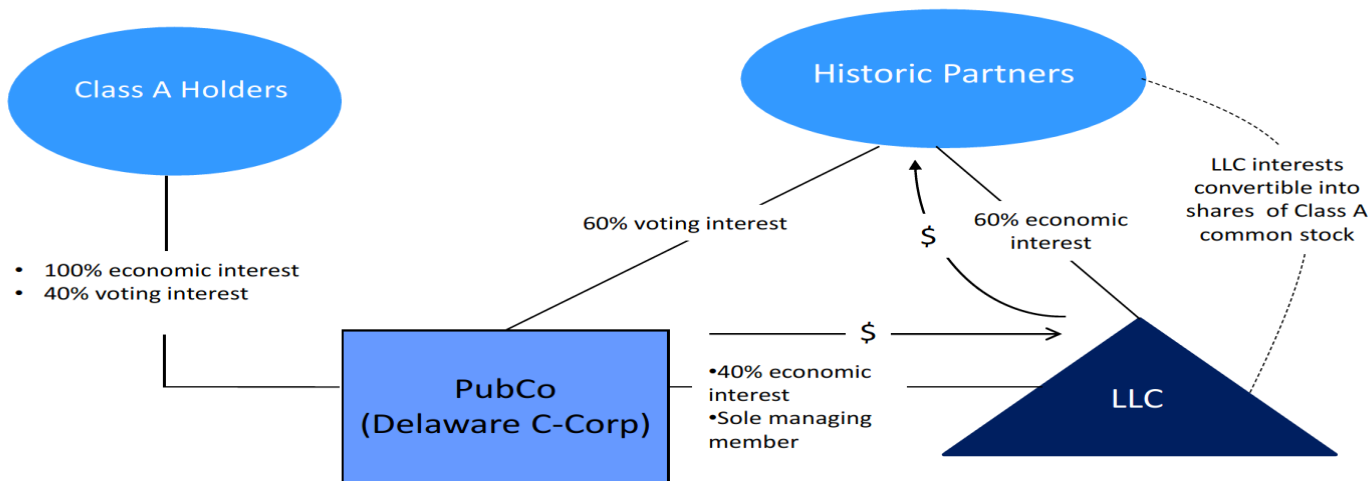 Class A Holders
Historic Partners
LLC interests
convertible into
shares of Class A
common stock
60% voting interest
60% economic
interest
$
• 100% economic interest
• 40% voting interest
$
PubCo
(Delaware C-Corp)
•40% economic
interest
•Sole managing
member
LLC